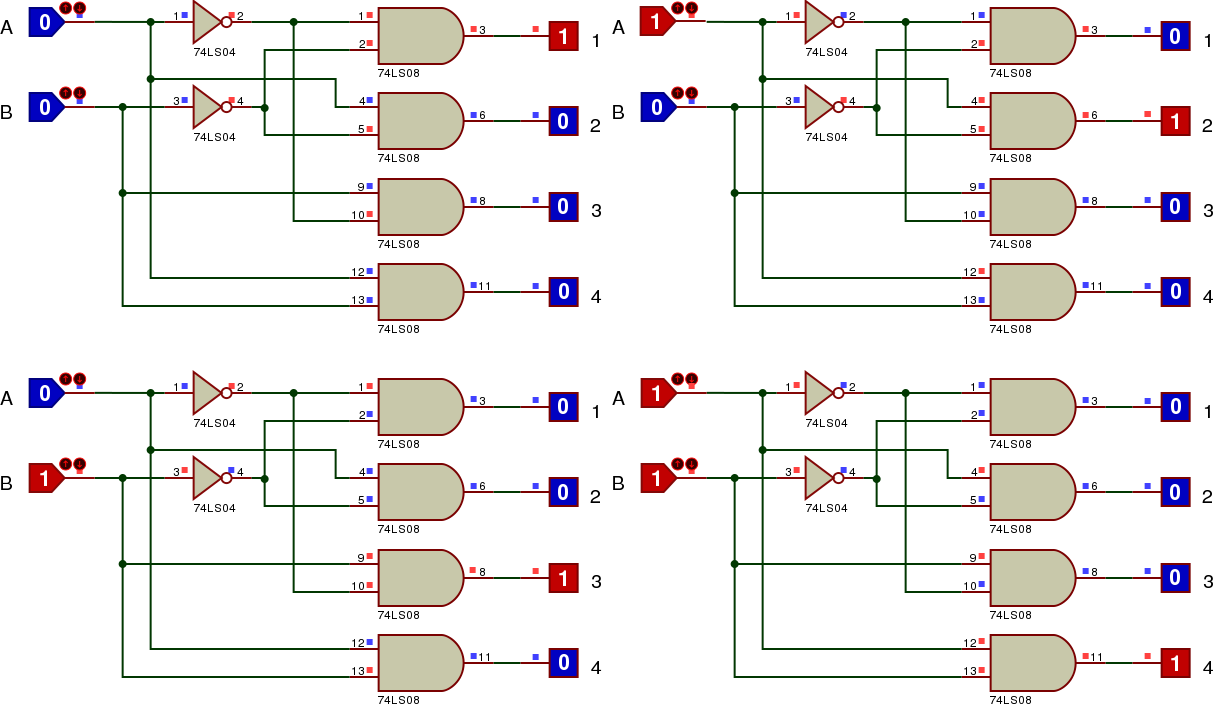 A 0 1 2 1 3 1 1
74LS04 2
74LS08
B 0 3 4 4 6 0 2
74LS04 5
74LS08
9 8 0 3
10
74LS08
12 11 0 4
13
74LS08
A 1 1 2 1 3 0 1
74LS04 2
74LS08
B 0 3 4 4 6 1 2
74LS04 5
74LS08
9 8 0 3
10
74LS08
12 11 0 4
13
74LS08
A 0 1 2 1 3 0 1
74LS04 2
74LS08
B 1 3 4 4 6 0 2
74LS04 5
74LS08
9 8 1 3
10
74LS08
12 11 0 4
13
74LS08
A 1 1 2 1 3 0 1
74LS04 2
74LS08
B 1 3 4 4 6 0 2
74LS04 5
74LS08
9 8 0 3
10
74LS08
12 11 1 4
13
74LS08